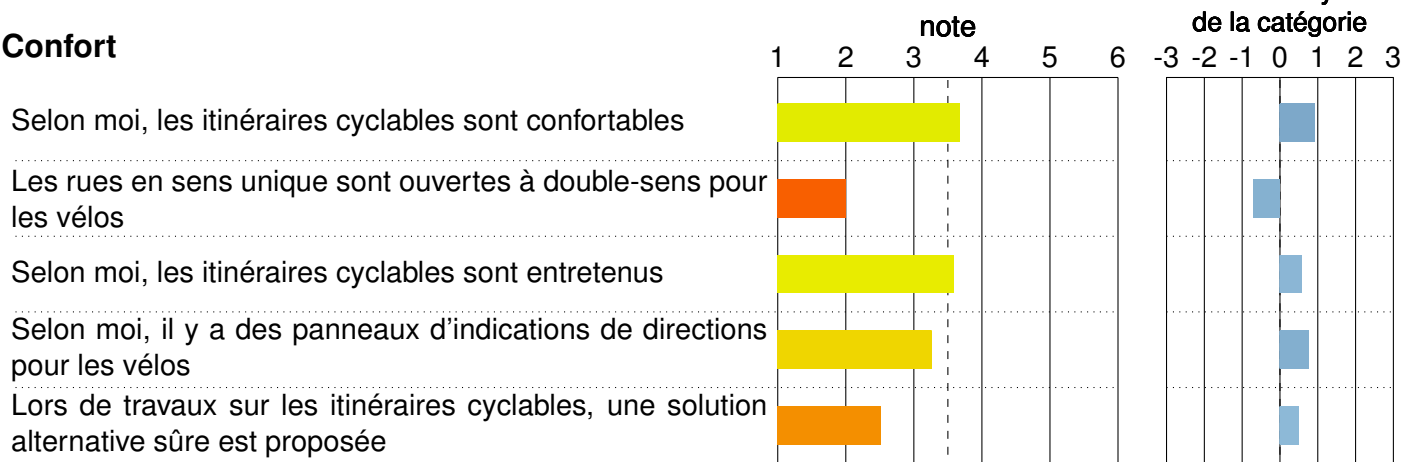 note
de la catégorie
Confort
1 2 3 4 5 6
-3 -2 -1 0 1 2 3
Selon moi, les itinéraires cyclables sont confortables
Les rues en sens unique sont ouvertes à double-sens pour
les vélos
Selon moi, les itinéraires cyclables sont entretenus
Selon moi, il y a des panneaux d'indications de directions
pour les vélos
Lors de travaux sur les itinéraires cyclables, une solution
alternative sûre est proposée